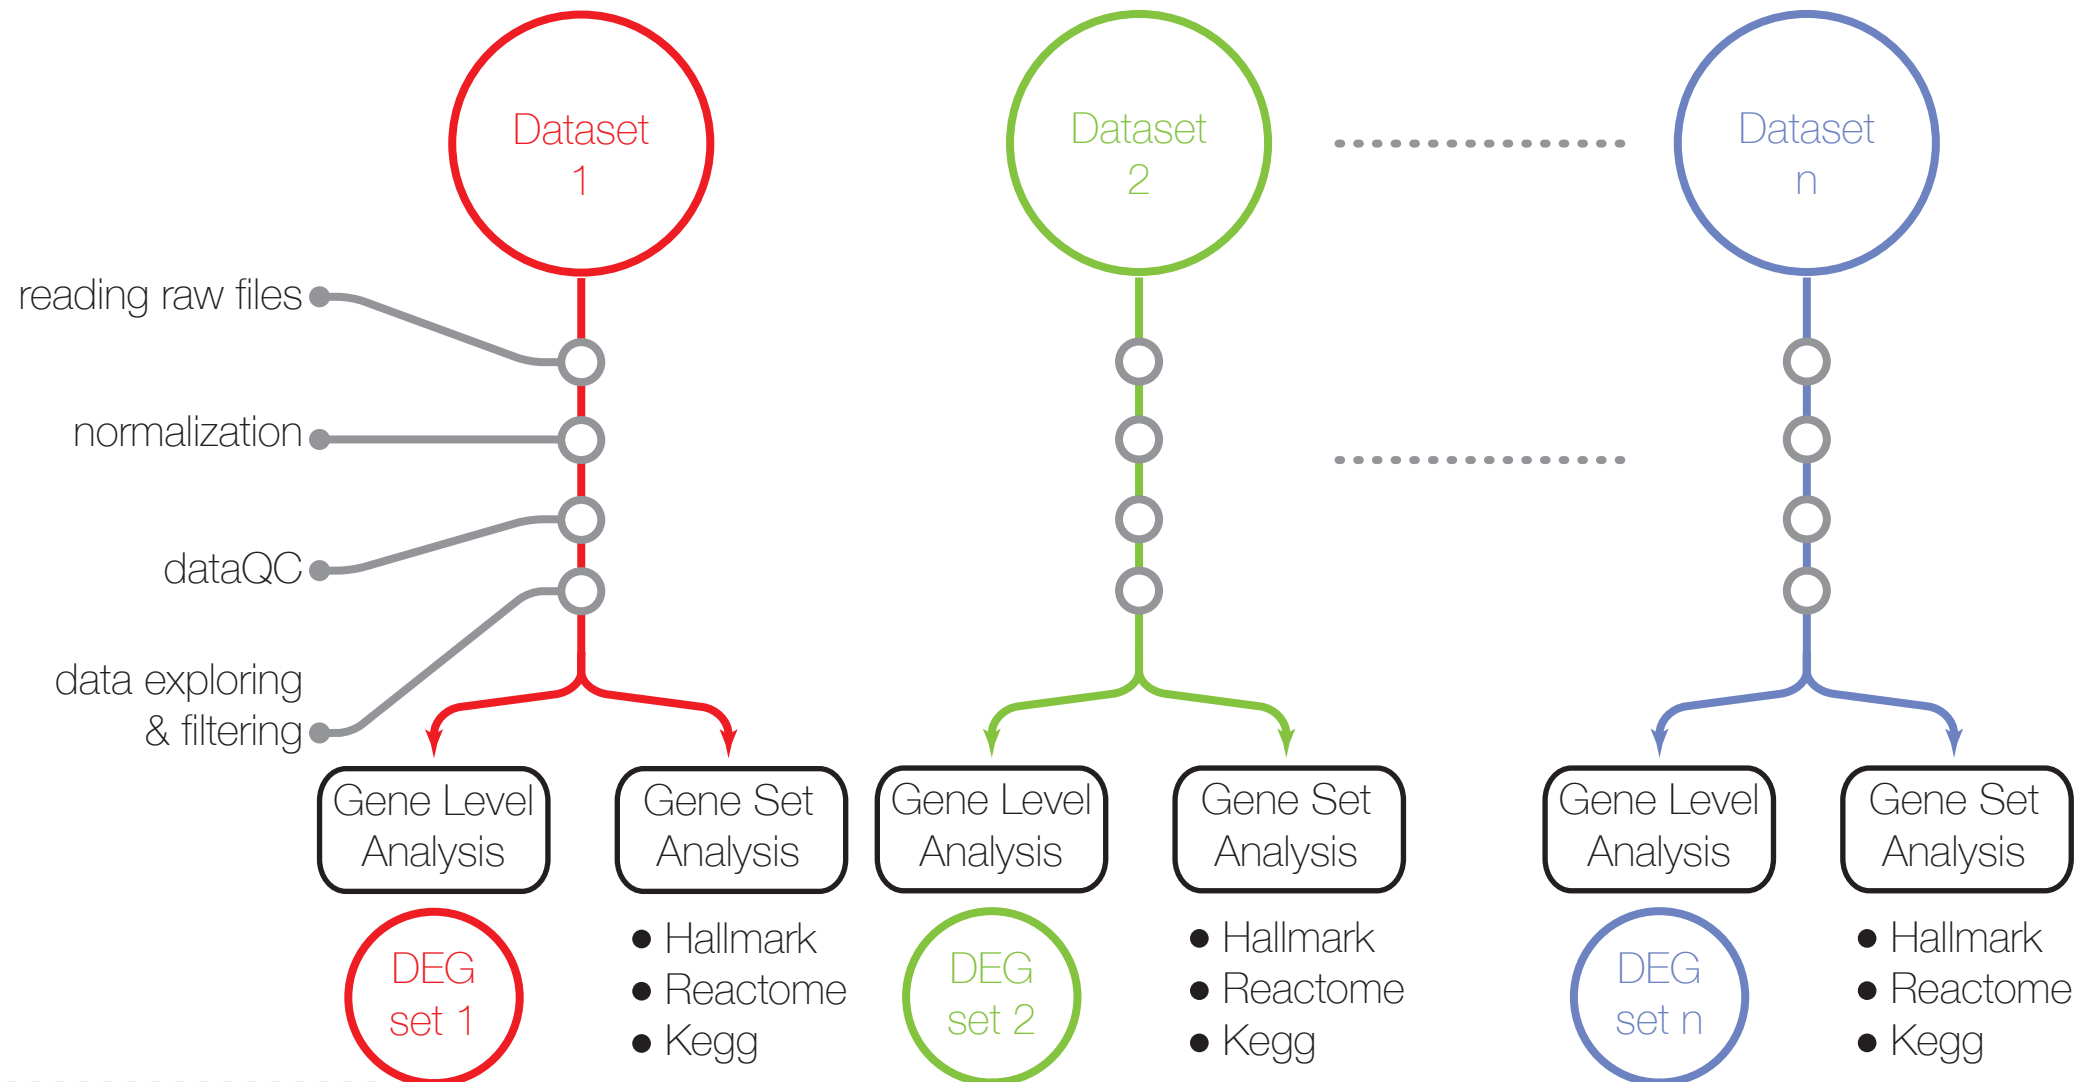 Dataset
1
Dataset
2
Dataset
n
reading raw files
normalization
dataQC
data exploring
& filtering
Gene Level
Analysis
Gene Set
Analysis
Gene Level
Analysis
Gene Set
Analysis
Gene Level
Analysis
Gene Set
Analysis
DEG
set 1
• Hallmark
• Reactome
• Kegg
DEG
set 2
• Hallmark
• Reactome
• Kegg
DEG
set n
• Hallmark
• Reactome
• Kegg